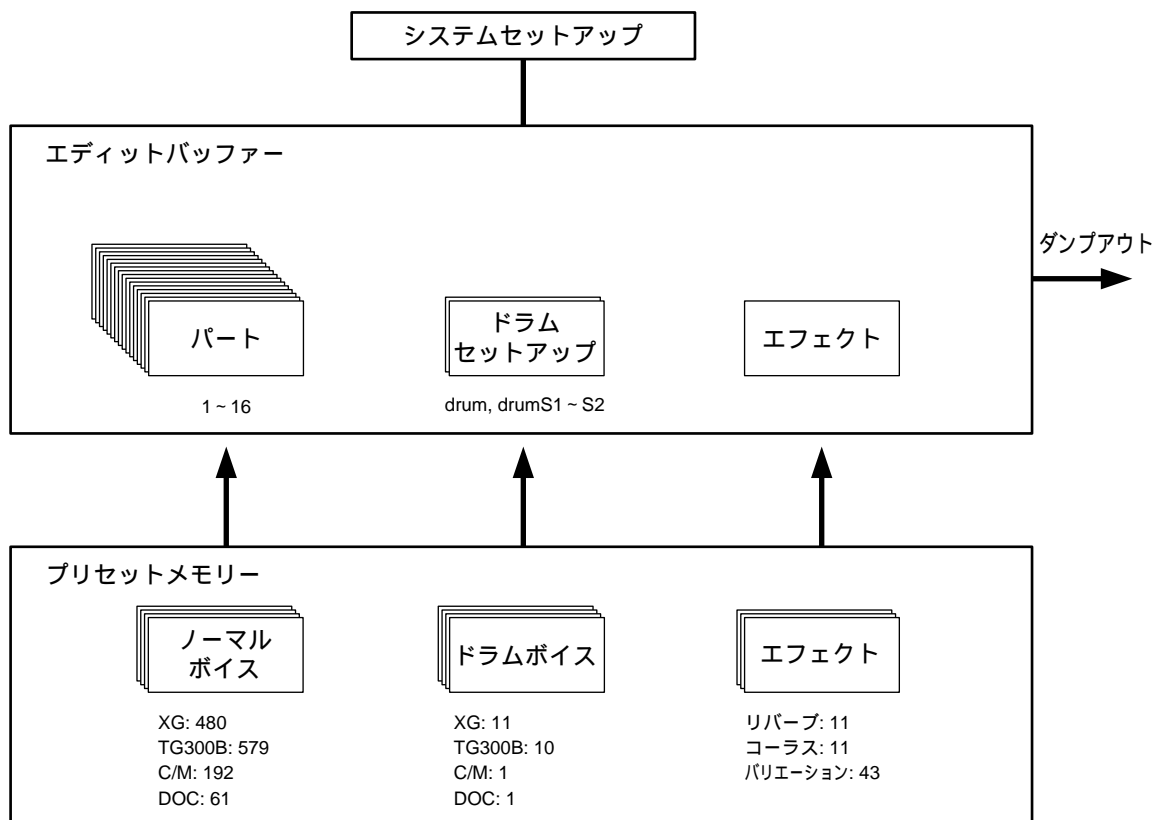 システムセットアップ
エディットバッファー
ダンプアウト
パート
ドラム
セットアップ
エフェクト
1 ~ 16
drum, drumS1 ~ S2
プリセットメモリー
ノーマル
ボイス
ドラムボイス
エフェクト
XG: 480
TG300B: 579
C/M: 192
DOC: 61
XG: 11
TG300B: 10
C/M: 1
DOC: 1
リバーブ: 11
コーラス: 11
バリエーション: 43